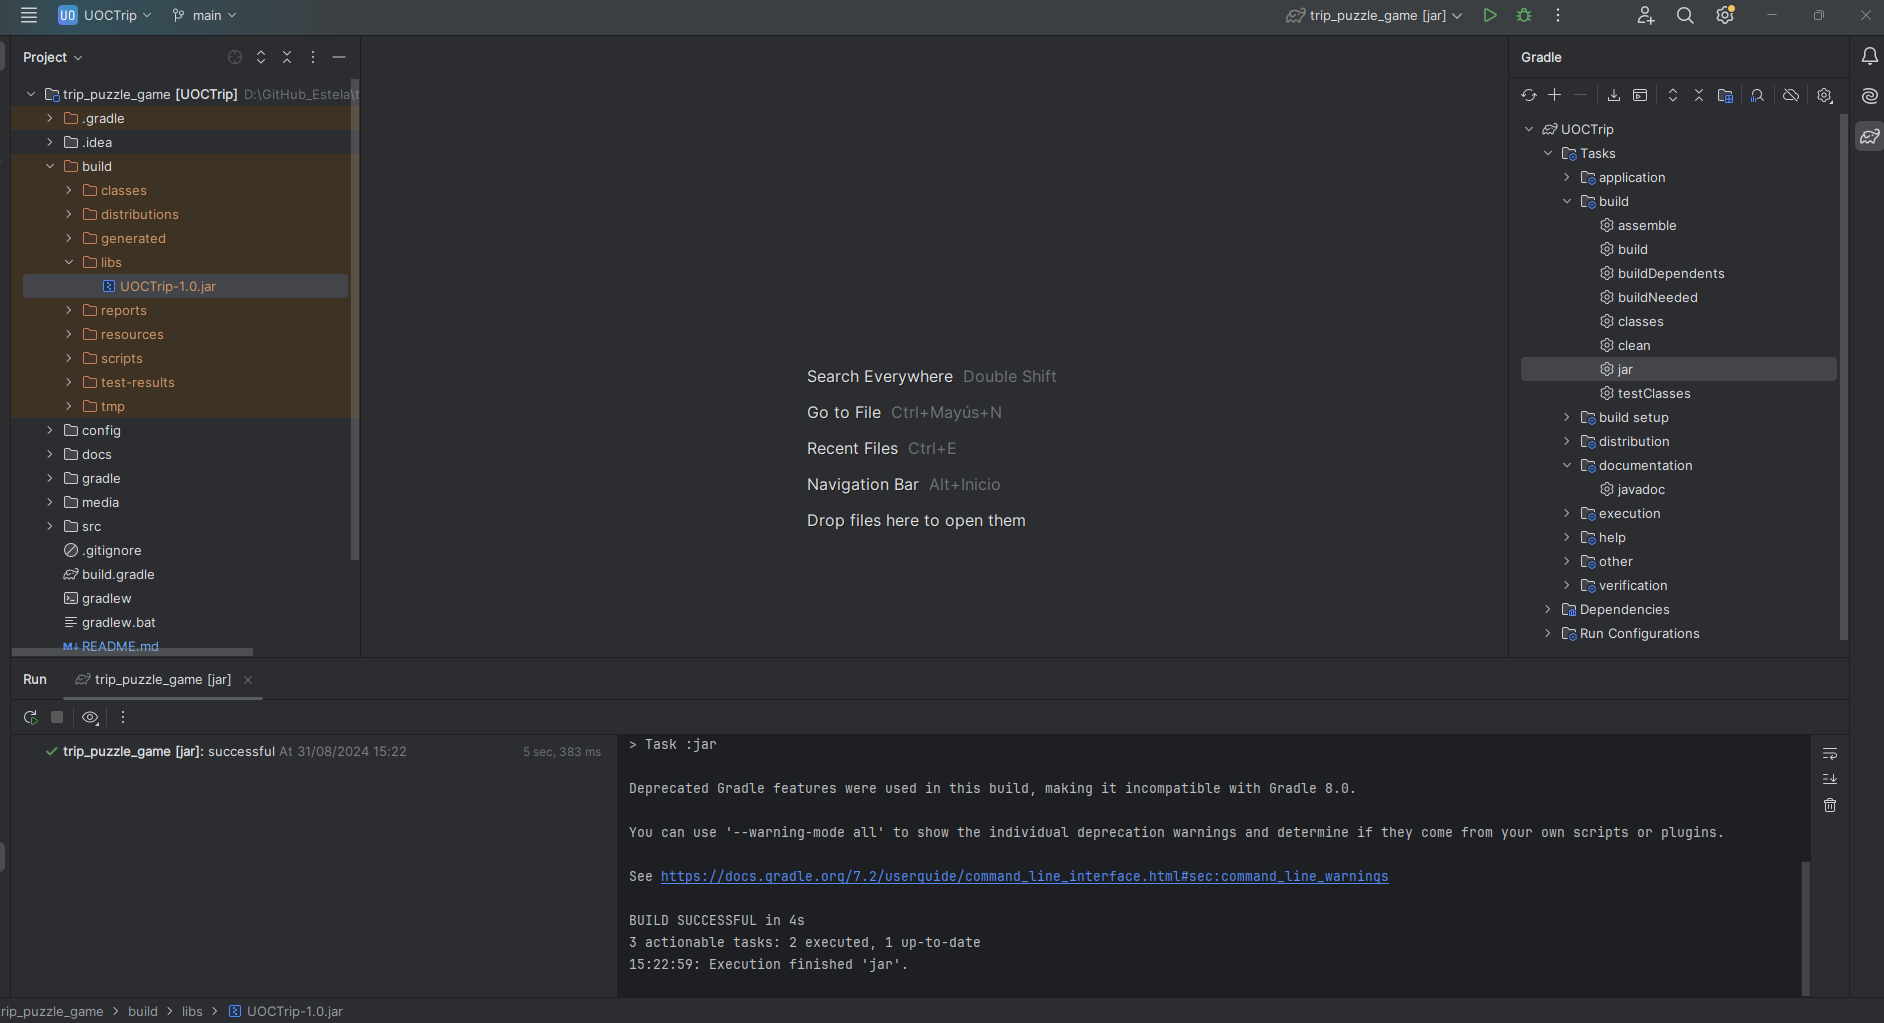 UO UOCTrip main trip_puzzle_game [jar]
Project
trip_puzzle_game [UOCTrip] D:\GitHub_Estela\t
.gradle
.idea
build
classes
distributions
generated
libs
UOCTrip-1.0.jar
reports
resources
scripts
test-results
tmp
config
docs
gradle
media
src
.gitignore
build.gradle
gradlew
gradlew.bat
M↓ README.md
Search Everywhere Double Shift
Go to File Ctrl+Mayús+N
Recent Files Ctrl+E
Navigation Bar Alt+Inicio
Drop files here to open them
Gradle
UOCTrip
Tasks
application
build
assemble
build
buildDependents
buildNeeded
classes
clean
jar
testClasses
build setup
distribution
documentation
javadoc
execution
help
other
verification
Dependencies
Run Configurations
Run trip_puzzle_game [jar]
trip_puzzle_game [jar]: successful At 31/08/2024 15:22 5 sec, 383 ms
> Task :jar
Deprecated Gradle features were used in this build, making it incompatible with Gradle 8.0.
You can use '--warning-mode all' to show the individual deprecation warnings and determine if they come from your own scripts or plugins.
See https://docs.gradle.org/7.2/userguide/command_line_interface.html#sec:command_line_warnings
BUILD SUCCESSFUL in 4s
3 actionable tasks: 2 executed, 1 up-to-date
15:22:59: Execution finished 'jar'.
rip_puzzle_game > build > libs > UOCTrip-1.0.jar